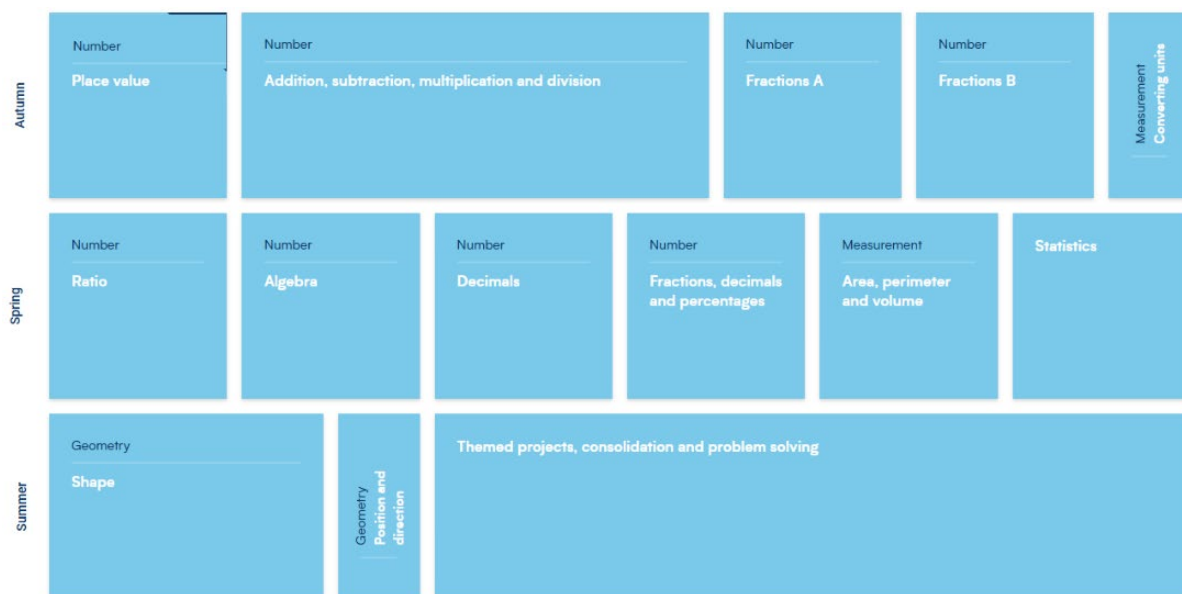 Autumn
Number
Place value
Number
Addition, subtraction, multiplication and division
Number
Fractions A
Number
Fractions B
Measurement
Converting units
Spring
Number
Ratio
Number
Algebra
Number
Decimals
Number
Fractions, decimals
and percentages
Measurement
Area, perimeter
and volume
Statistics
Summer
Geometry
Shape
Geometry
Position and
direction
Themed projects, consolidation and problem solving